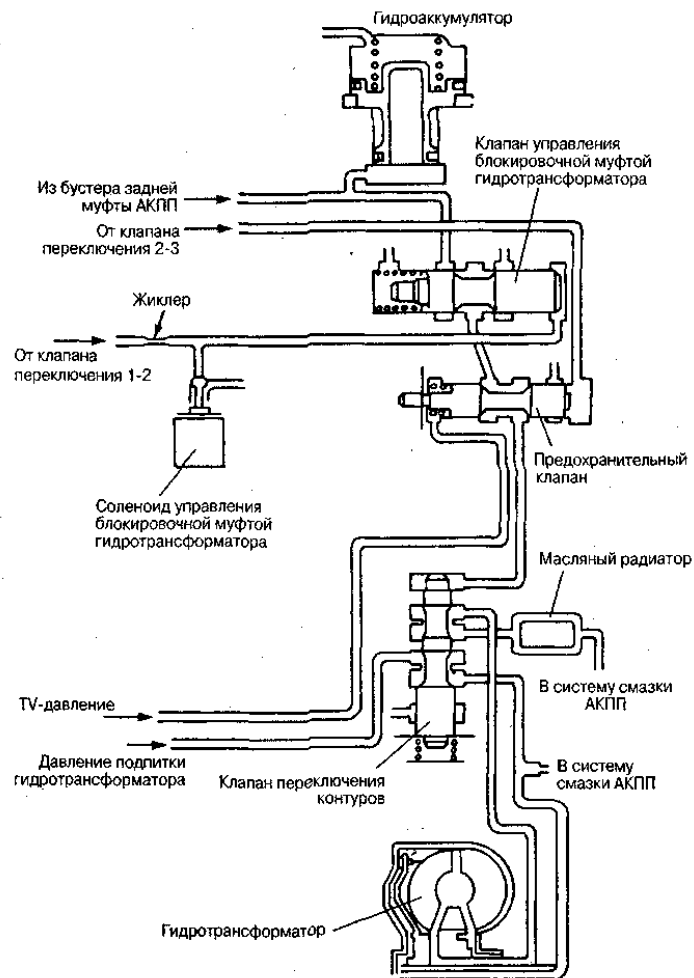 Гидроаккумулятор
Клапан управления
блокировочной муфтой
гидротрансформатора
Из бустера задней
муфты АКПП
От клапана
переключения 2-3
Жиклер
От клапана
переключения 1-2
Предохранительный
клапан
Соленоид управления
блокировочной муфтой
гидротрансформатора
Масляный радиатор
В систему смазки
АКПП
TV-давление
Давление подпитки
гидротрансформатора
Клапан переключения
контуров
В систему
смазки АКПП
Гидротрансформатор